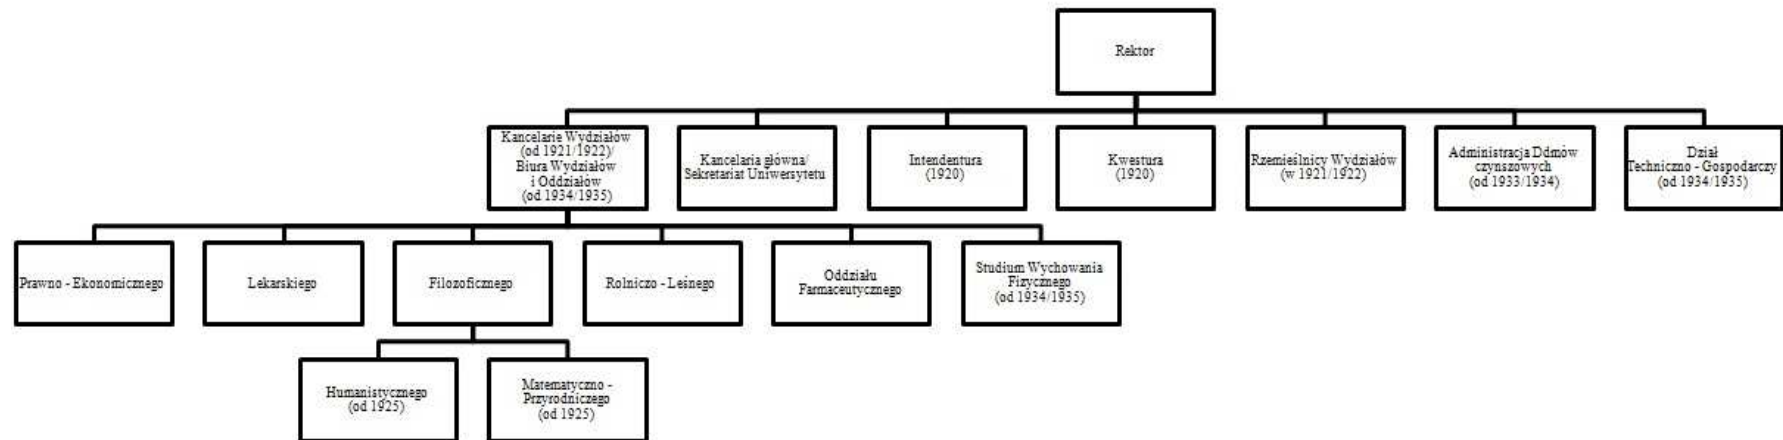 Rektor
Kancelarie Wydziałów
(od 1921/1922)/
Biura Wydziałów
i Oddziałów
(od 1934/1935)
Kancelaria główna/
Sekretariat Uniwersytetu
Intendentura
(1920)
Kwestura
(1920)
Rzemieślnicy Wydziałów
(w 1921/1922)
Administracja Ddmów
czynszowych
(od 1933/1934)
Dział
Techniczno - Gospodarczy
(od 1934/1935)
Prawno - Ekonomicznego
Lekarskiego
Filozoficznego
Rolniczo - Leśnego
Oddziału
Farmaceutycznego
Studium Wychowania
Fizycznego
(od 1934/1935)
Humanistycznego
(od 1925)
Matematyczno -
Przyrodniczego
(od 1925)